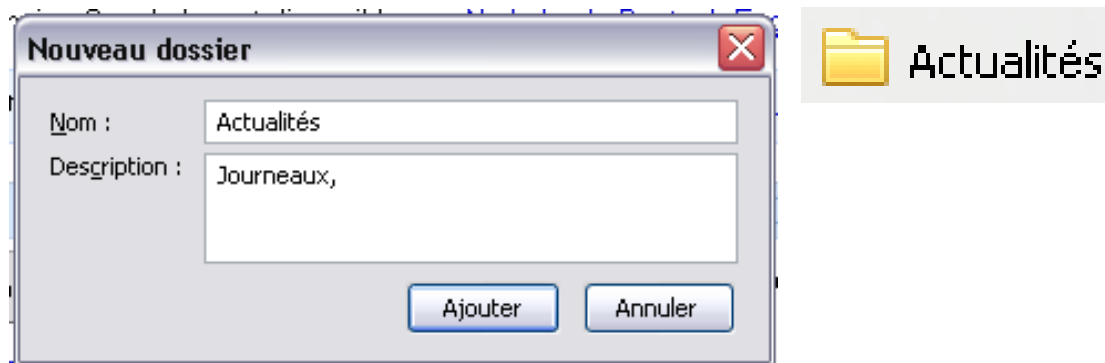 Nouveau dossier
Nom :
Actualités
Description :
Journeaux,
Ajouter
Annuler
Actualités